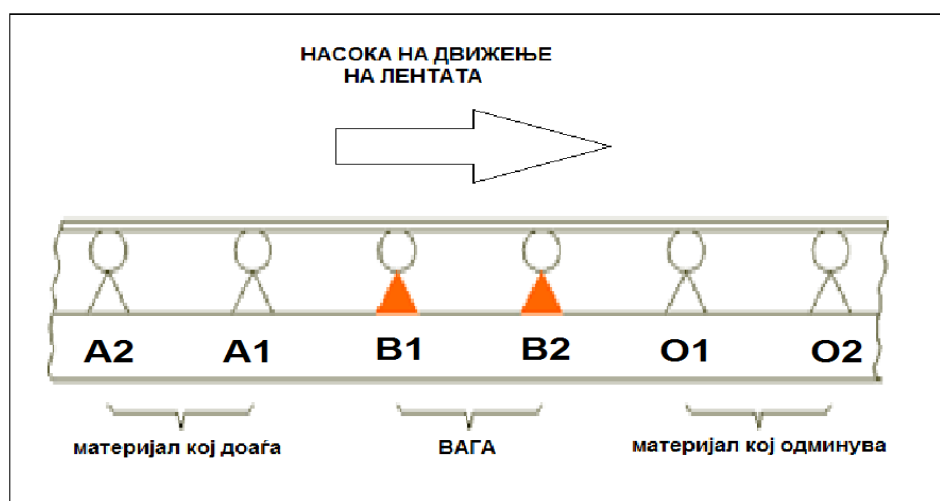 НАСОКА НА ДВИЖЕЊЕ
НА ЛЕНТАТА
A2 A1 B1 B2 O1 O2
материјал кој доаѓа ВАГА материјал кој одминува